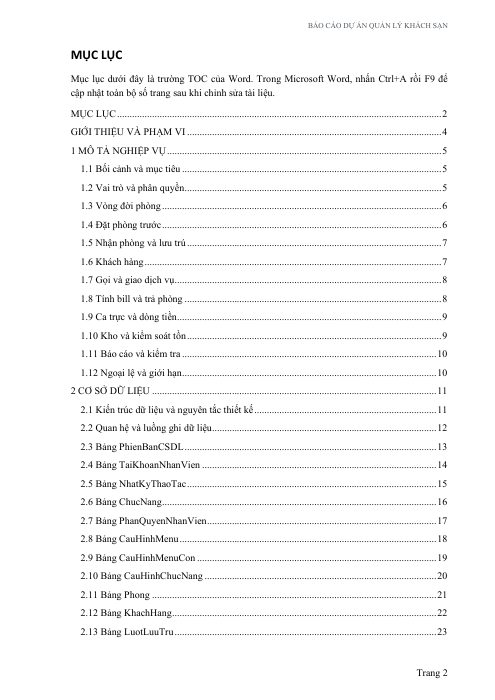 BÁO CÁO DỰ ÁN QUẢN LÝ KHÁCH SẠN
MỤC LỤC
Mục lục dưới đây là trường TOC của Word. Trong Microsoft Word, nhấn Ctrl+A rồi F9 để
cập nhật toàn bộ số trang sau khi chỉnh sửa tài liệu.
MỤC LỤC 2
GIỚI THIỆU VÀ PHẠM VI 4
1 MÔ TẢ NGHIỆP VỤ 5
1.1 Bối cảnh và mục tiêu 5
1.2 Vai trò và phân quyền 5
1.3 Vòng đời phòng 6
1.4 Đặt phòng trước 6
1.5 Nhận phòng và lưu trú 7
1.6 Khách hàng 7
1.7 Gọi và giao dịch vụ 8
1.8 Tính bill và trả phòng 8
1.9 Ca trực và dòng tiền 9
1.10 Kho và kiểm soát tồn 9
1.11 Báo cáo và kiểm tra 10
1.12 Ngoại lệ và giới hạn 10
2 CƠ SỞ DỮ LIỆU 11
2.1 Kiến trúc dữ liệu và nguyên tắc thiết kế 11
2.2 Quan hệ và luồng ghi dữ liệu 12
2.3 Bảng PhienBanCSDL 13
2.4 Bảng TaiKhoanNhanVien 14
2.5 Bảng NhatKyThaoTac 15
2.6 Bảng ChucNang 16
2.7 Bảng PhanQuyenNhanVien 17
2.8 Bảng CauHinhMenu 18
2.9 Bảng CauHinhMenuCon 19
2.10 Bảng CauHinhChucNang 20
2.11 Bảng Phong 21
2.12 Bảng KhachHang 22
2.13 Bảng LuotLuuTru 23
Trang 2